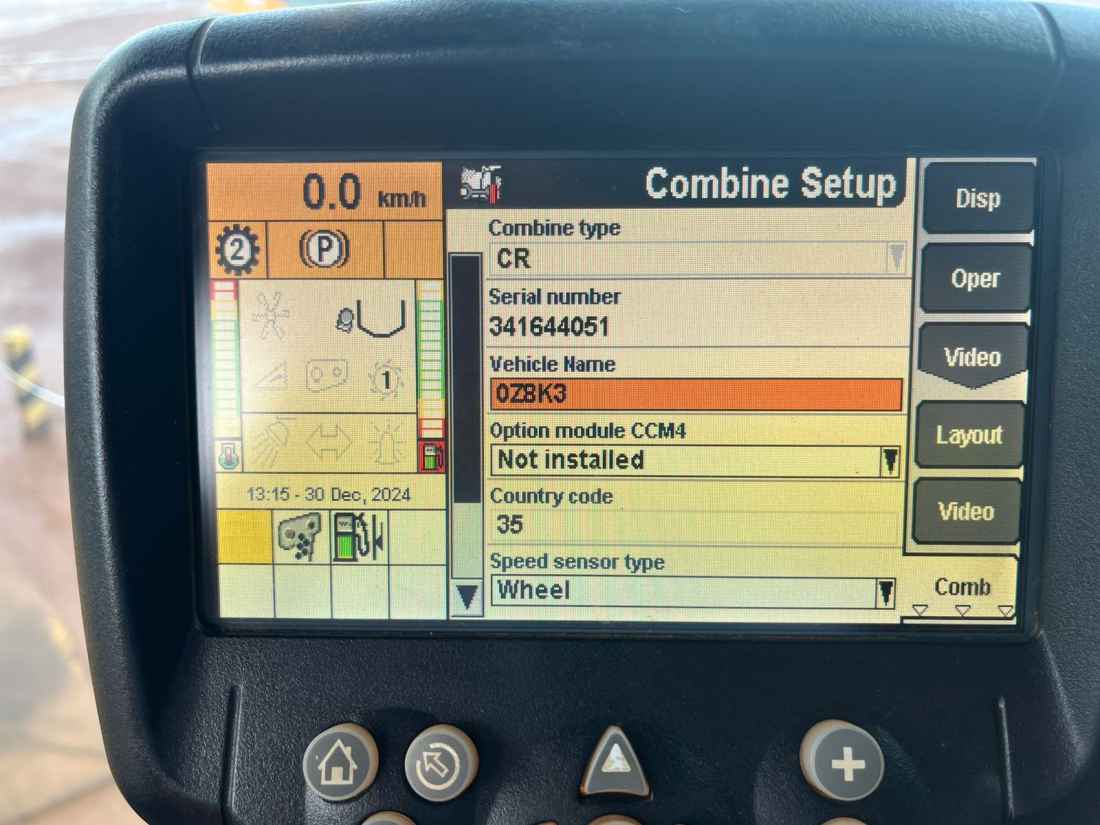 0.0 km/h
2
P
1
13:15 - 30 Dec, 2024
Combine Setup
Combine type
CR
Serial number
341644051
Vehicle Name
0Z8K3
Option module CCM4
Not installed
Country code
35
Speed sensor type
Wheel
Disp
Oper
Video
Layout
Video
Comb
+